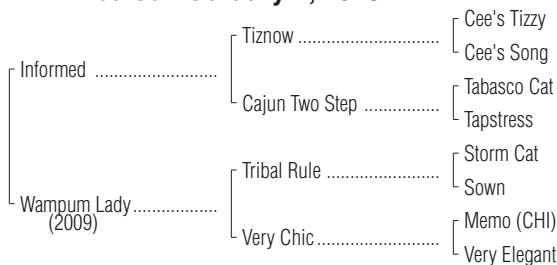 Informed
Wampum Lady
(2009)
Tiznow
Cajun Two Step
Tribal Rule
Very Chic
Cee's Tizzy
Cee's Song
Tabasco Cat
Tapstress
Storm Cat
Sown
Memo (CHI)
Very Elegant